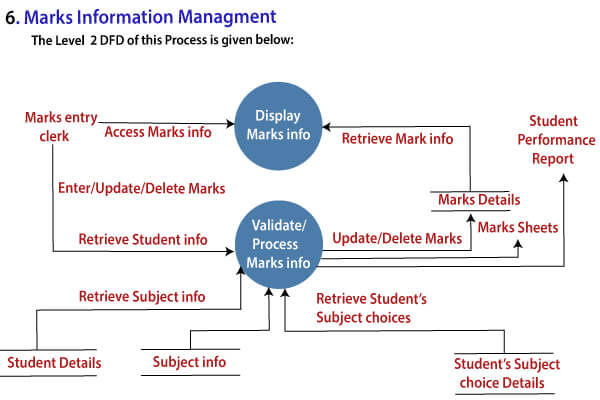 6. Marks Information Managment
The Level 2 DFD of this Process is given below:
Marks entry
clerk
Access Marks info
Display
Marks info
Retrieve Mark info
Student
Performance
Report
Enter/Update/Delete Marks
Marks Details
Retrieve Student info
Validate/
Process
Marks info
Update/Delete Marks
Marks Sheets
Retrieve Subject info
Retrieve Student's
Subject choices
Student Details
Subject info
Student's Subject
choice Details